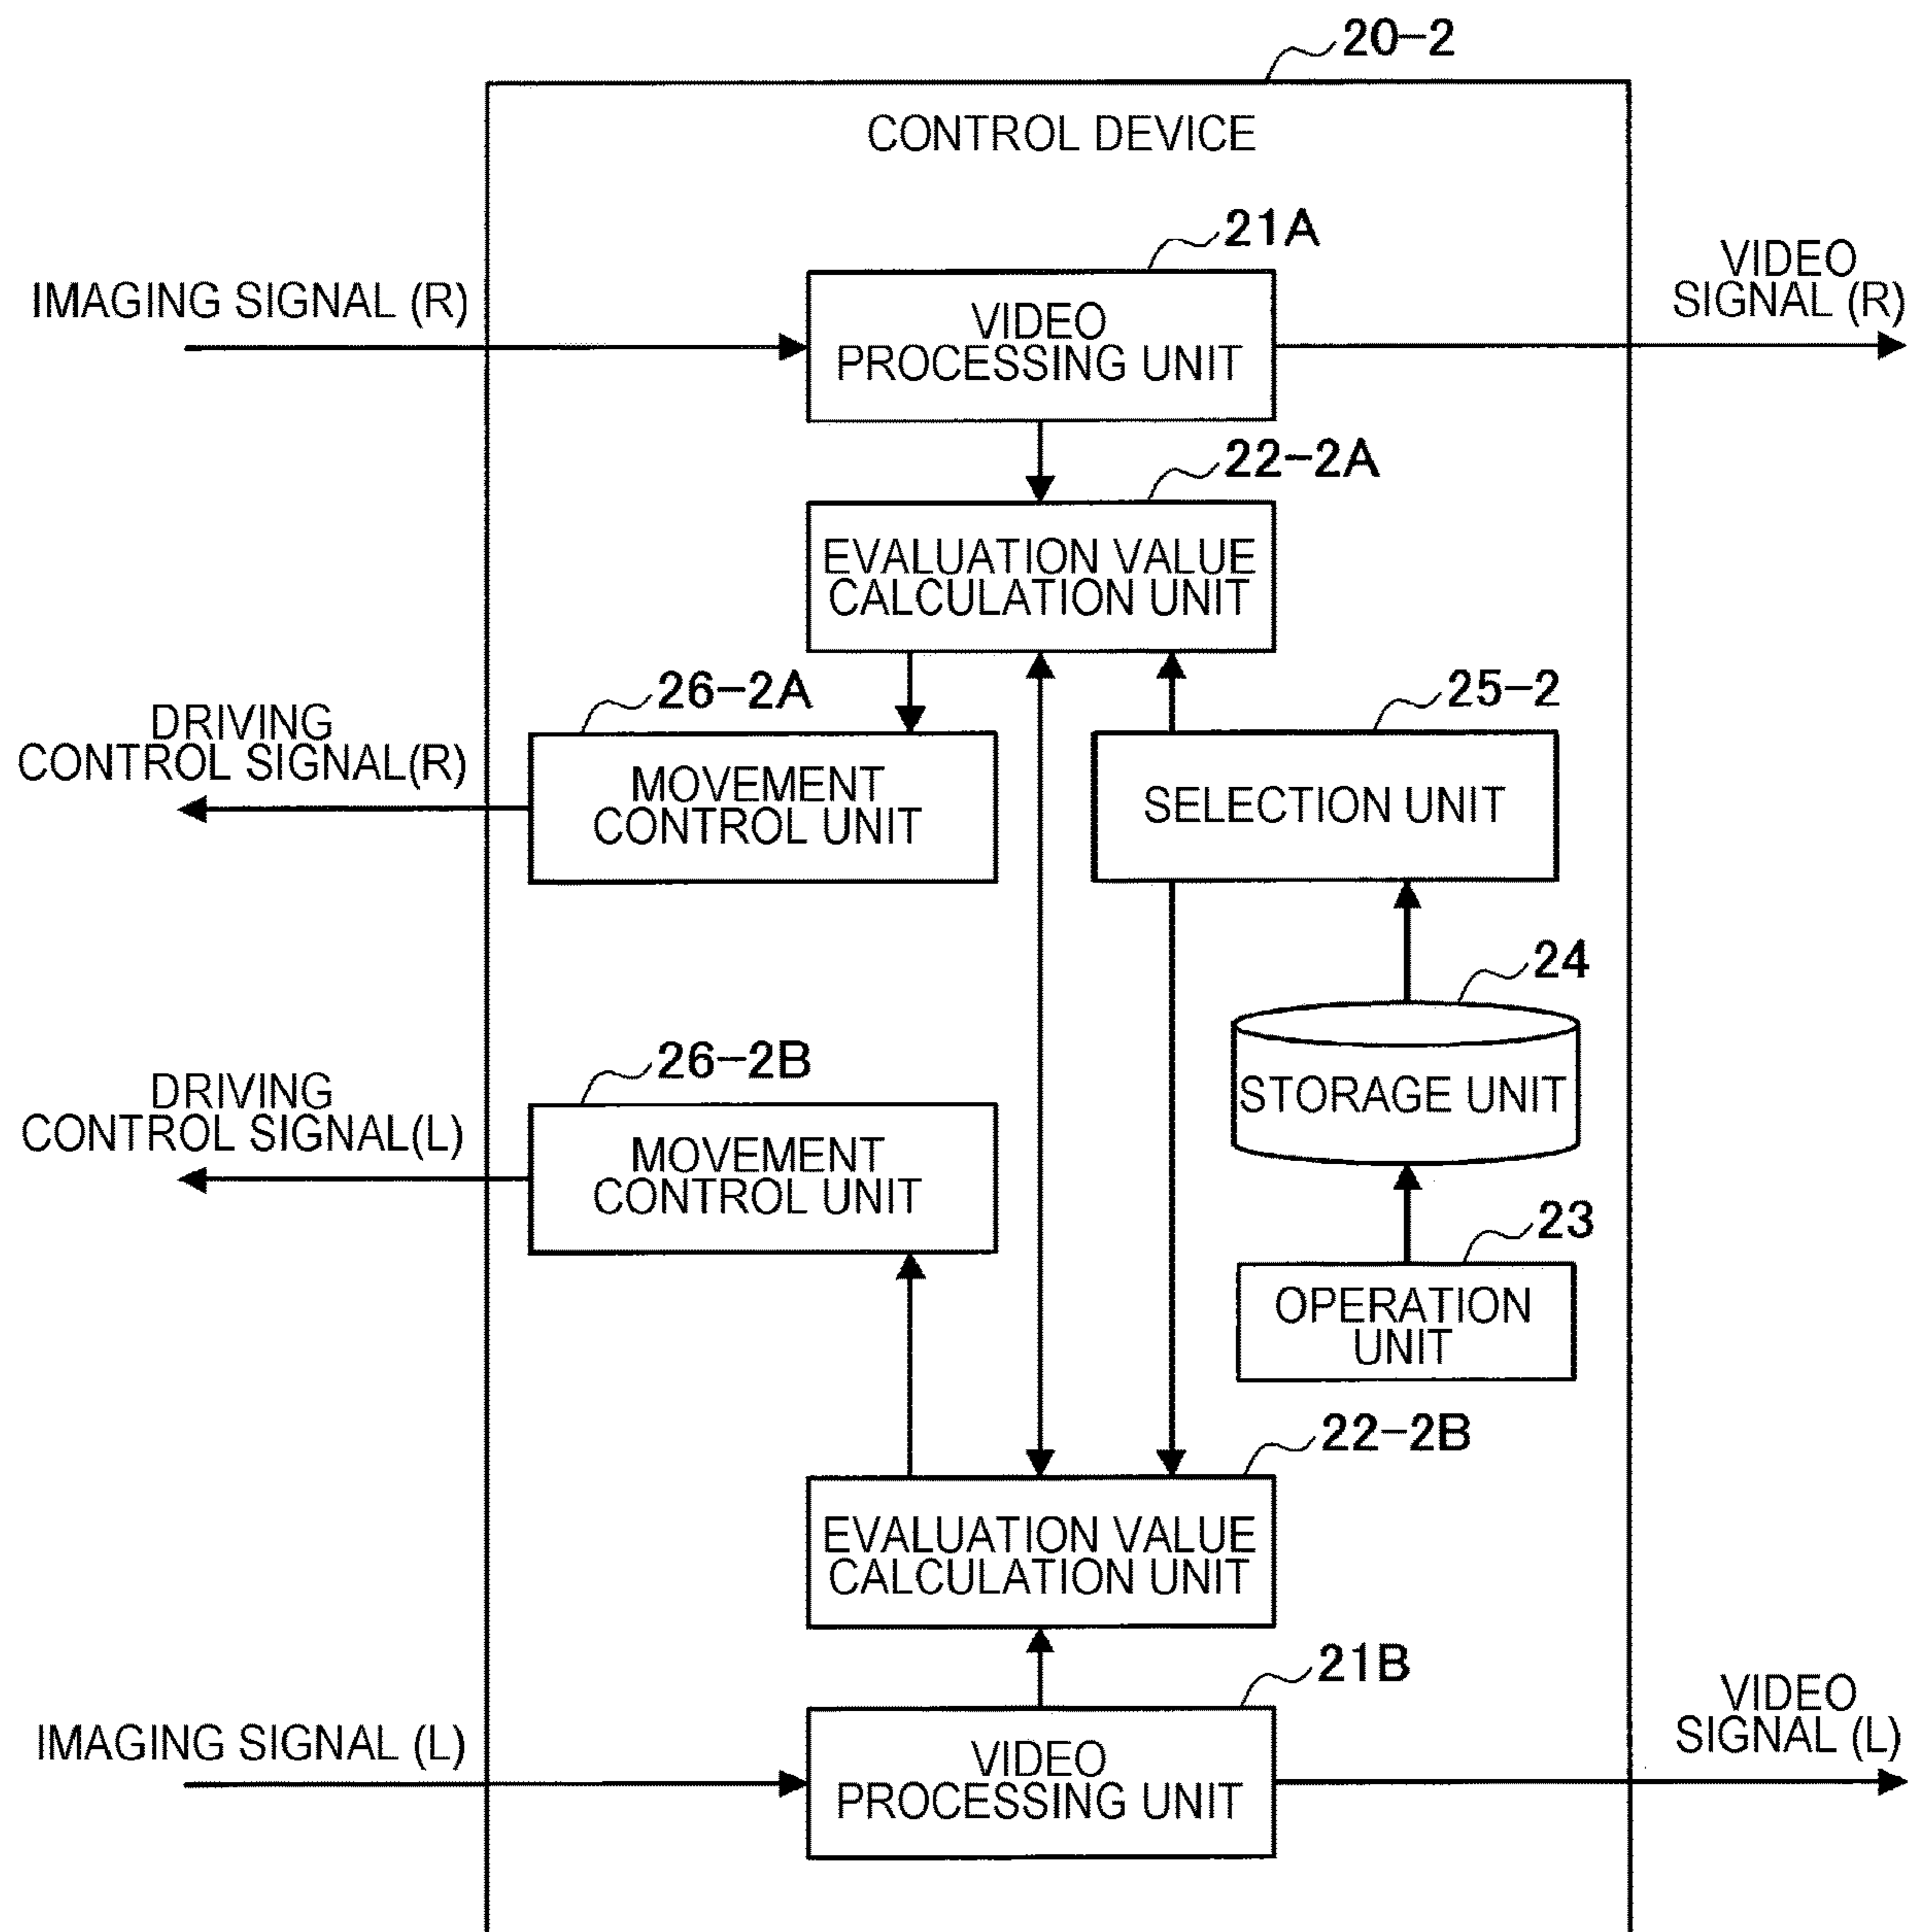 20-2
CONTROL DEVICE
21A
IMAGING SIGNAL (R)
VIDEO
PROCESSING UNIT
VIDEO
SIGNAL (R)
22-2A
EVALUATION VALUE
CALCULATION UNIT
26-2A
25-2
DRIVING
CONTROL SIGNAL(R)
MOVEMENT
CONTROL UNIT
SELECTION UNIT
24
STORAGE UNIT
26-2B
DRIVING
CONTROL SIGNAL(L)
MOVEMENT
CONTROL UNIT
23
OPERATION
UNIT
22-2B
EVALUATION VALUE
CALCULATION UNIT
21B
IMAGING SIGNAL (L)
VIDEO
PROCESSING UNIT
VIDEO
SIGNAL (L)